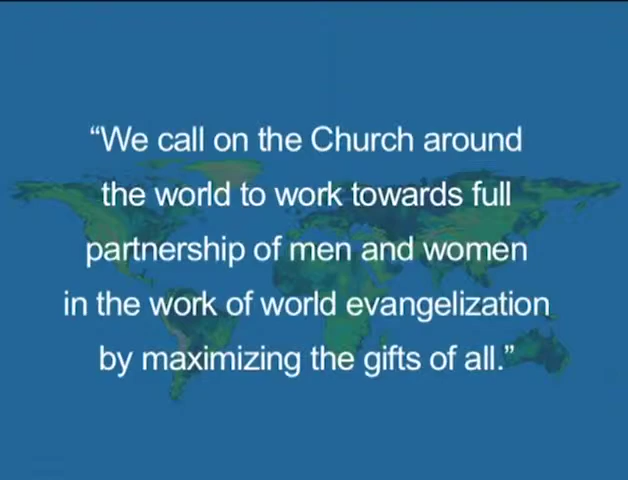 “We call on the Church around
the world to work towards full
partnership of men and women
in the work of world evangelization
by maximizing the gifts of all.”